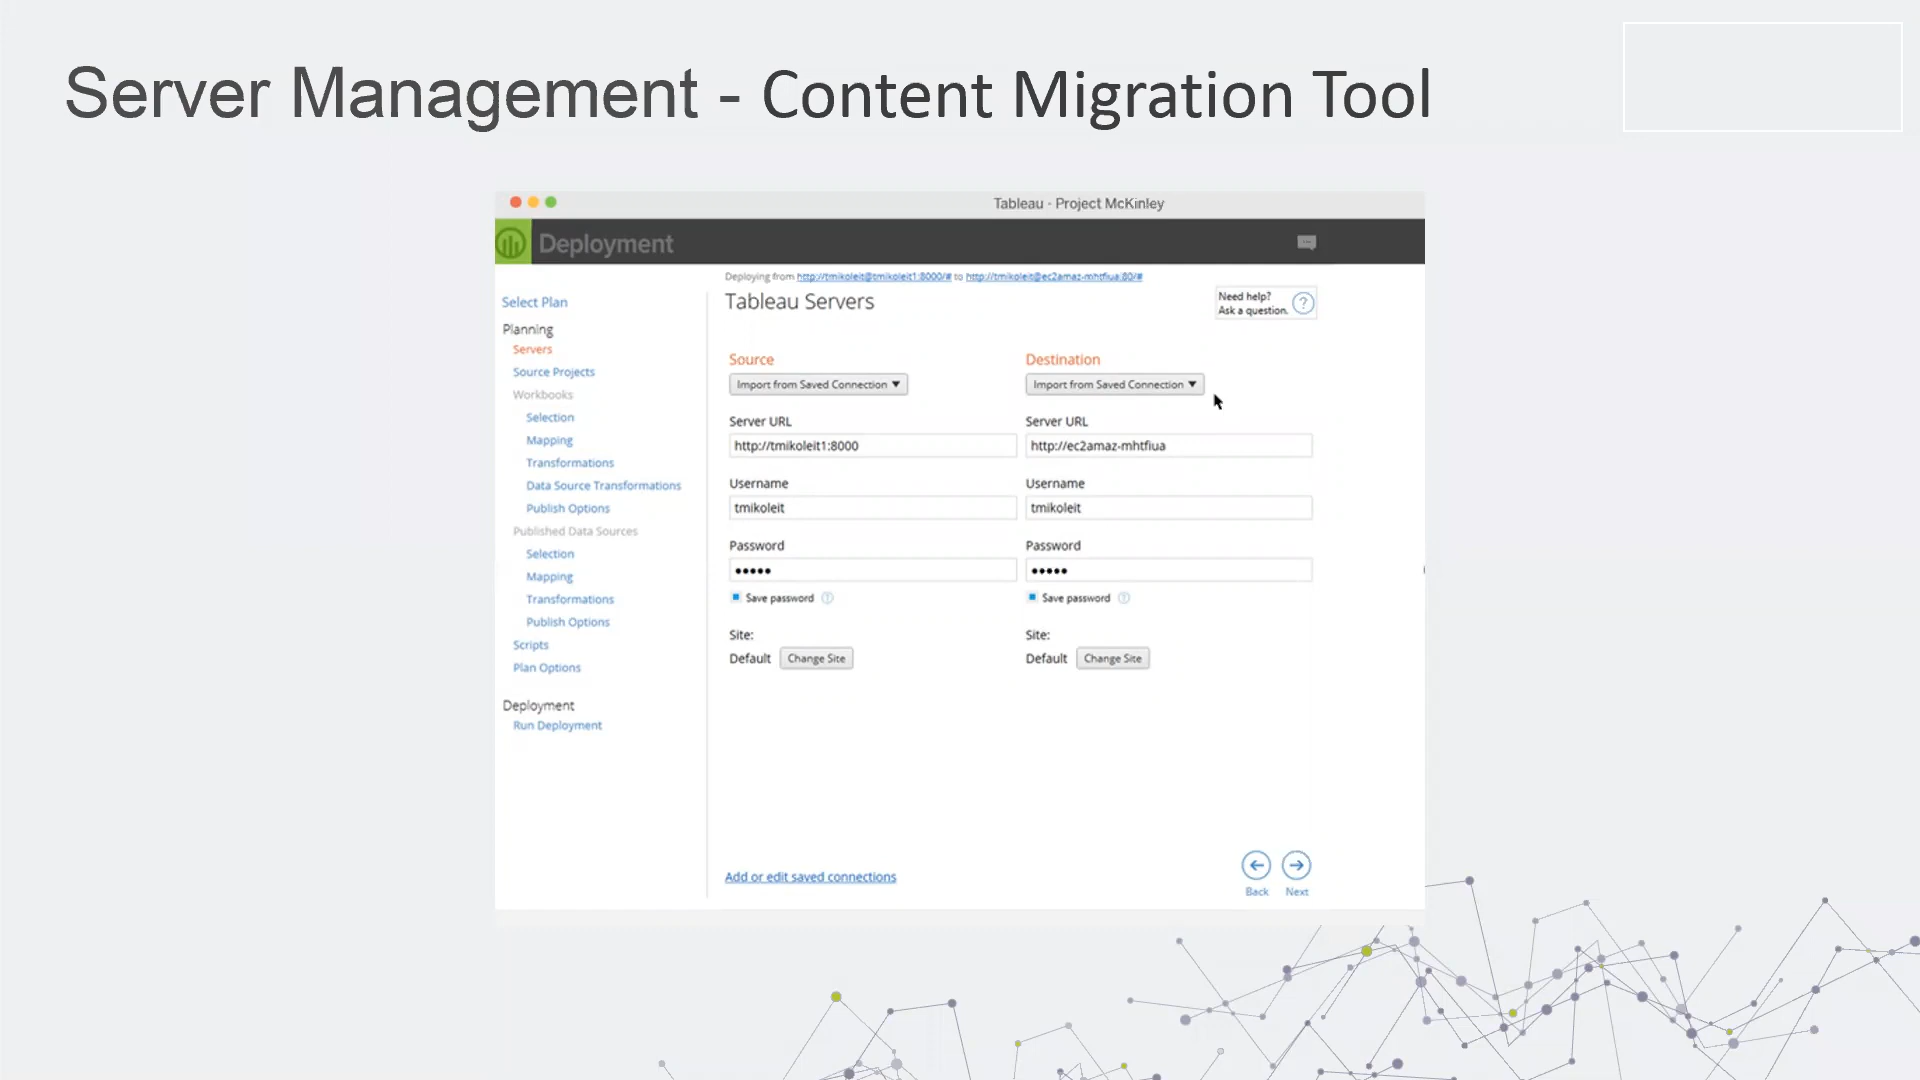 Server Management - Content Migration Tool
Tableau - Project McKinley
Deployment
Deploying from http://tmikoleit@tmikoleit1:8000/# to http://tmikoleit@ec2amaz-mhtfiua:80/#
Select Plan
Tableau Servers
Need help?
Ask a question. ?
Planning
Servers
Source Projects
Workbooks
Selection
Mapping
Transformations
Data Source Transformations
Publish Options
Published Data Sources
Selection
Mapping
Transformations
Publish Options
Scripts
Plan Options
Deployment
Run Deployment
Source
Import from Saved Connection
Server URL
http://tmikoleit1:8000
Username
tmikoleit
Password
Save password ?
Site:
Default Change Site
Destination
Import from Saved Connection
Server URL
http://ec2amaz-mhtfiua
Username
tmikoleit
Password
Save password ?
Site:
Default Change Site
Add or edit saved connections
Back Next